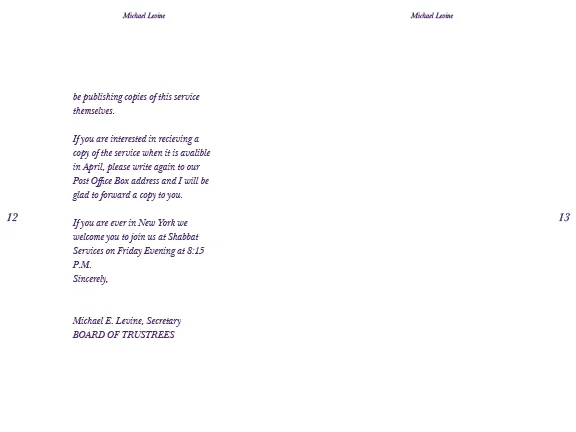 Michael Levine
Michael Levine
be publishing copies of this service
themselves.
If you are interested in recieving a
copy of the service when it is avalible
in April, please write again to our
Post Office Box address and I will be
glad to forward a copy to you.
12
13
If you are ever in New York we
welcome you to join us at Shabbat
Services on Friday Evening at 8:15
P.M.
Sincerely,
Michael E. Levine, Secretary
BOARD OF TRUSTREES